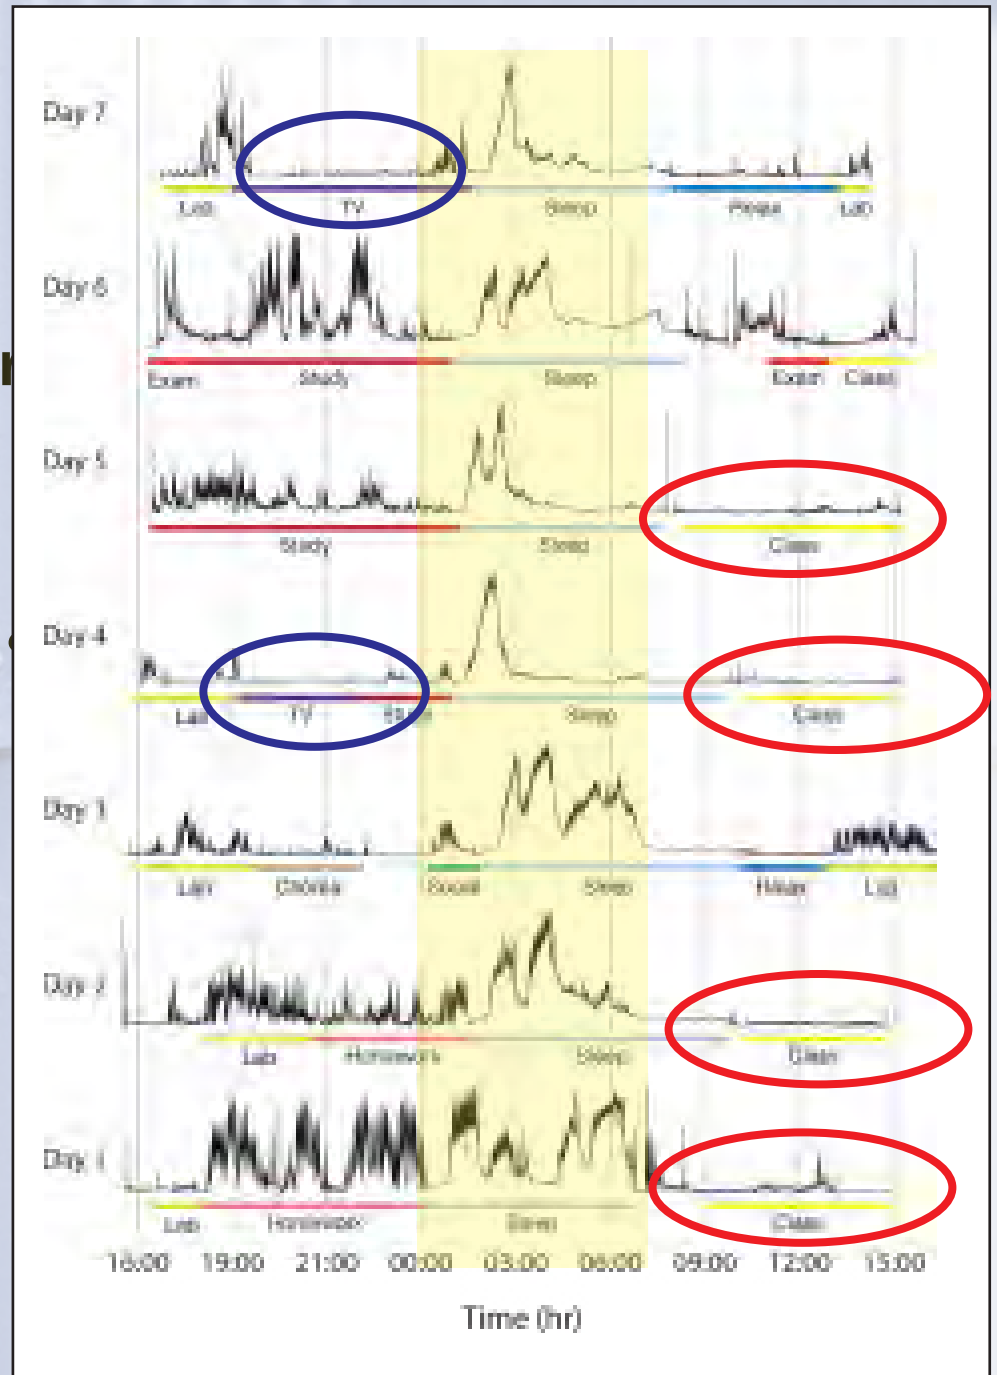 Day 7
Lab TV Sleep Relax Lab
Day 6
Exam Study Sleep Exam Class
Day 5
Study Sleep Class
Day 4
Lab TV Study Sleep Class
Day 3
Lab Chores Social Sleep Relax Lab
Day 2
Lab Homework Sleep Class
Day 1
Lab Homework Sleep Class
18:00 19:00 21:00 00:00 03:00 06:00 09:00 12:00 15:00
Time (hr)